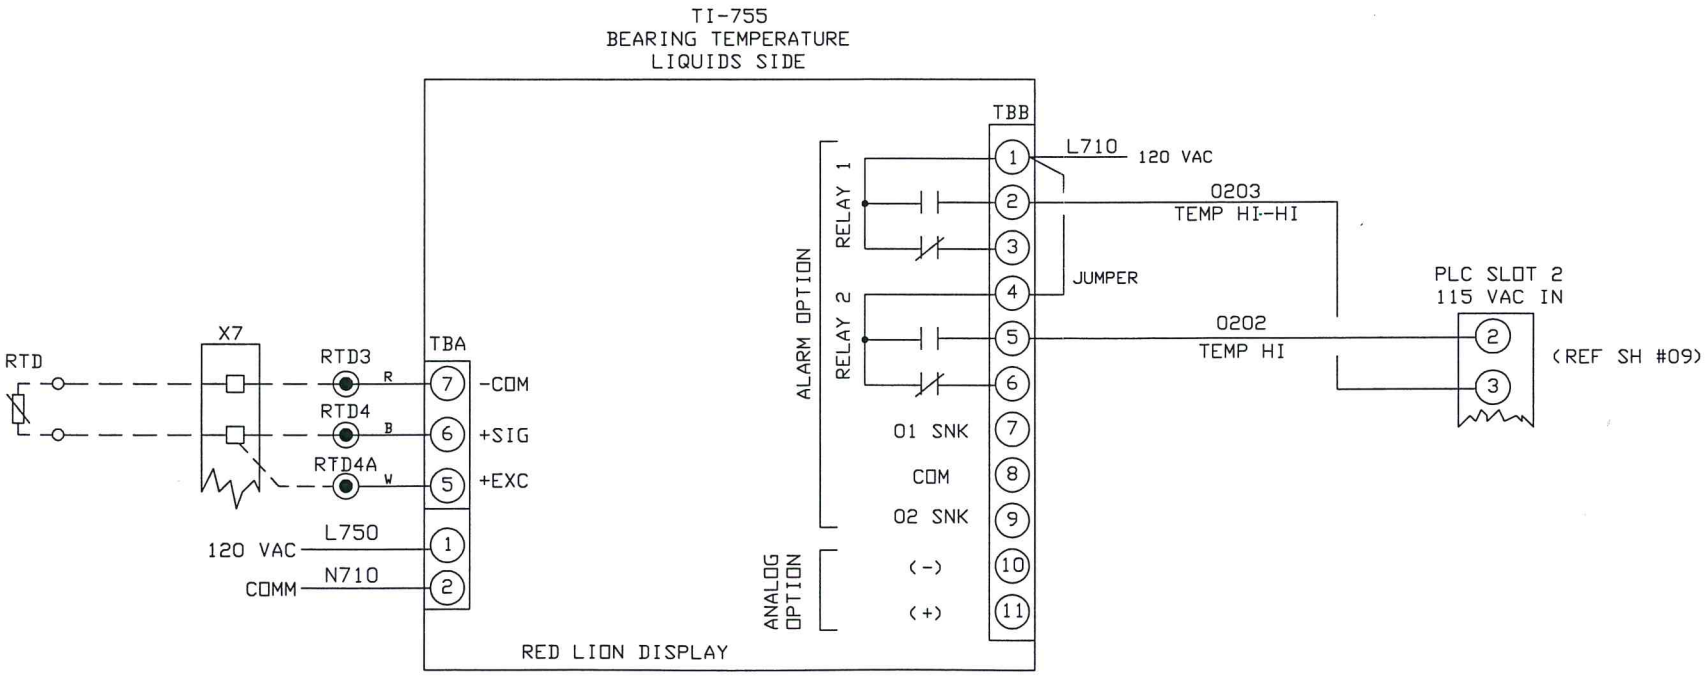 TI-755
BEARING TEMPERATURE
LIQUIDS SIDE
TBB
1
L710
120 VAC
2
0203
TEMP HI-HI
3
RELAY 1
ALARM OPTION
4
JUMPER
PLC SLOT 2
115 VAC IN
RELAY 2
5
0202
TEMP HI
2
(REF SH #09)
3
6
X7
TBA
RTD
RTD3
R
7
-COM
RTD4
B
6
+SIG
RTD4A
W
5
+EXC
01 SNK
7
COM
8
02 SNK
9
120 VAC
L750
1
COMM
N710
2
ANALOG
OPTION
(-)
10
(+)
11
RED LION DISPLAY